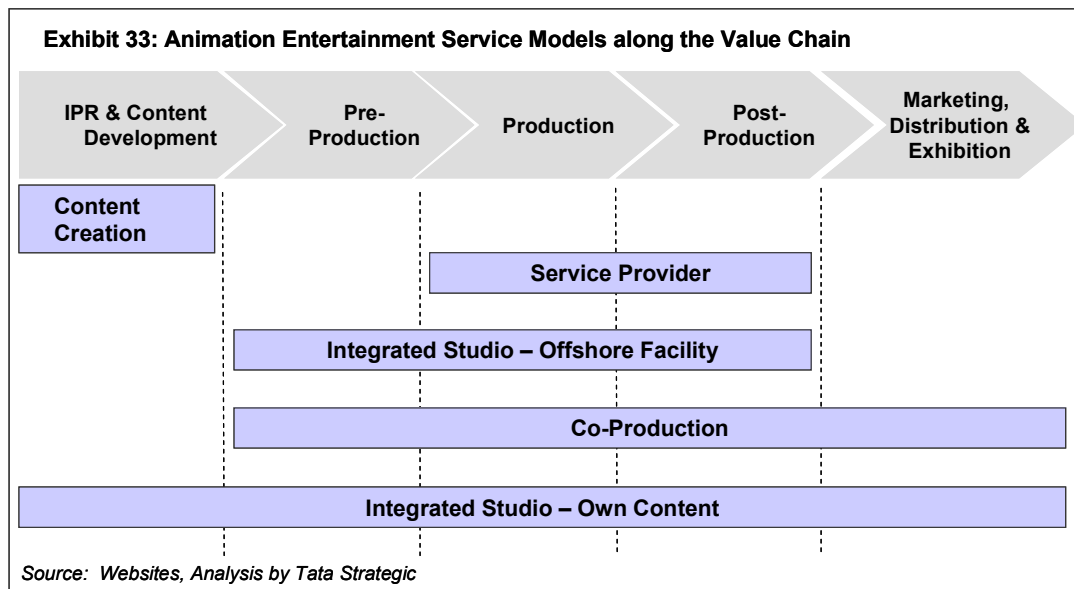 Exhibit 33: Animation Entertainment Service Models along the Value Chain
IPR & Content
Development
Pre-
Production
Production
Post-
Production
Marketing,
Distribution &
Exhibition
Content
Creation
Service Provider
Integrated Studio – Offshore Facility
Co-Production
Integrated Studio – Own Content
Source: Websites, Analysis by Tata Strategic